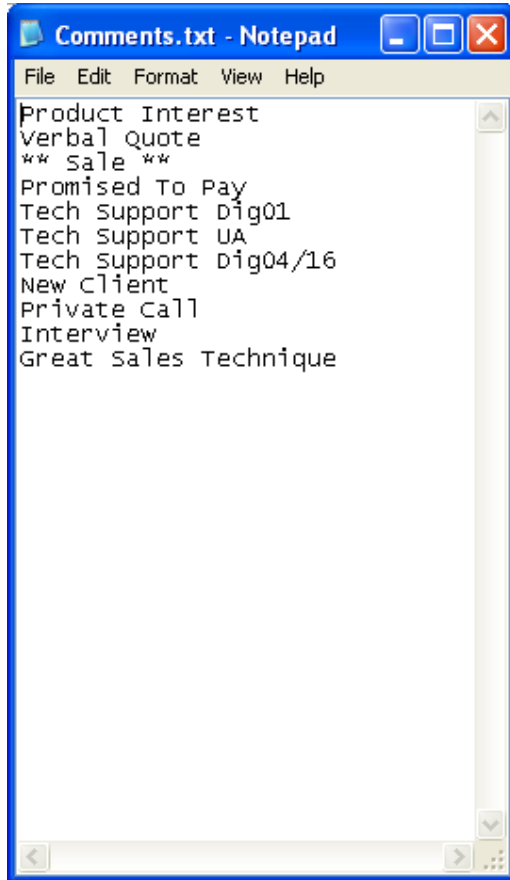 Comments.txt - Notepad
File Edit Format View Help
Product Interest
Verbal Quote
** Sale **
Promised To Pay
Tech Support Dig01
Tech Support UA
Tech Support Dig04/16
New Client
Private Call
Interview
Great Sales Technique